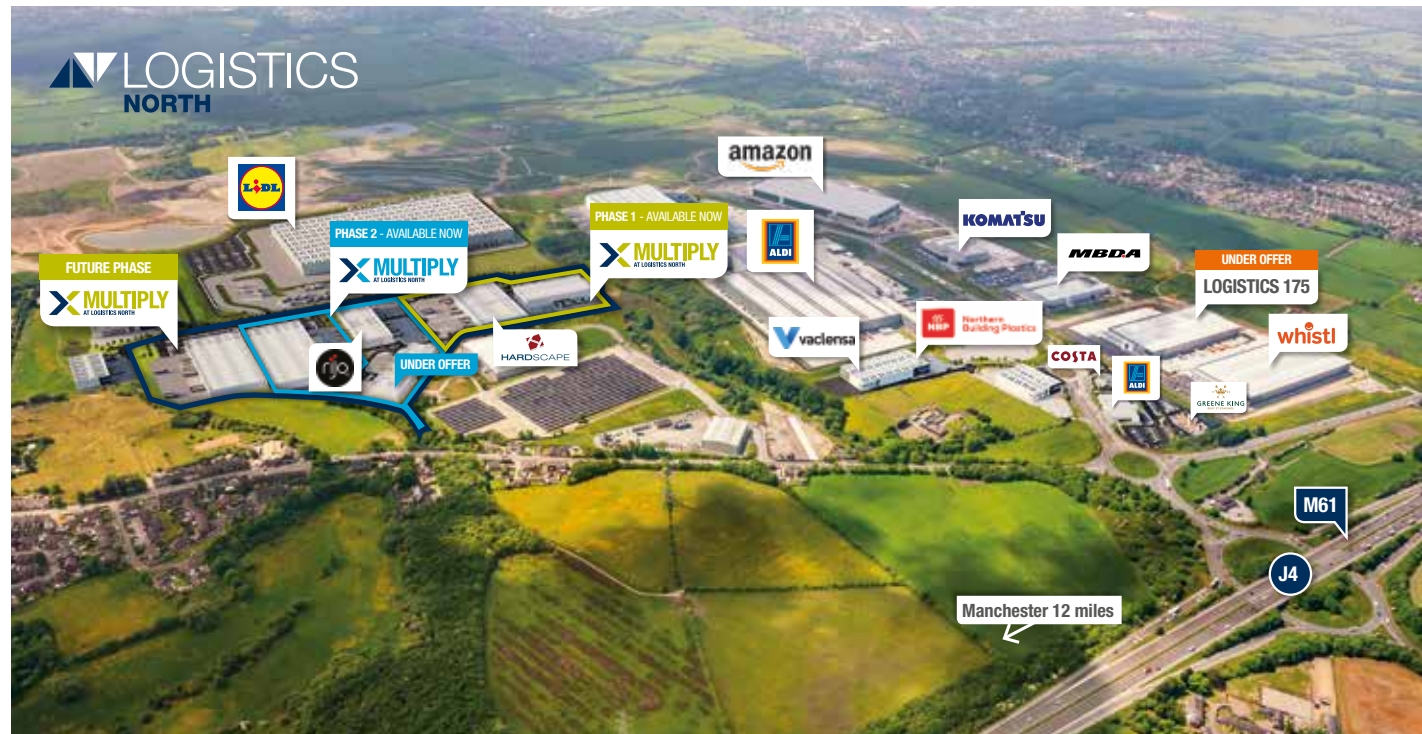 LOGISTICS
NORTH
LIDL
amazon
PHASE 1 - AVAILABLE NOW
MULTIPLY
AT LOGISTICS NORTH
PHASE 2 - AVAILABLE NOW
MULTIPLY
AT LOGISTICS NORTH
FUTURE PHASE
MULTIPLY
AT LOGISTICS NORTH
ALDI
KOMATSU
MBDA
UNDER OFFER
LOGISTICS 175
NBP
Northern
Building Plastics
vaclensa
whistl
HARDSCAPE
COSTA
njo
UNDER OFFER
ALDI
GREENE KING
M61
J4
Manchester 12 miles